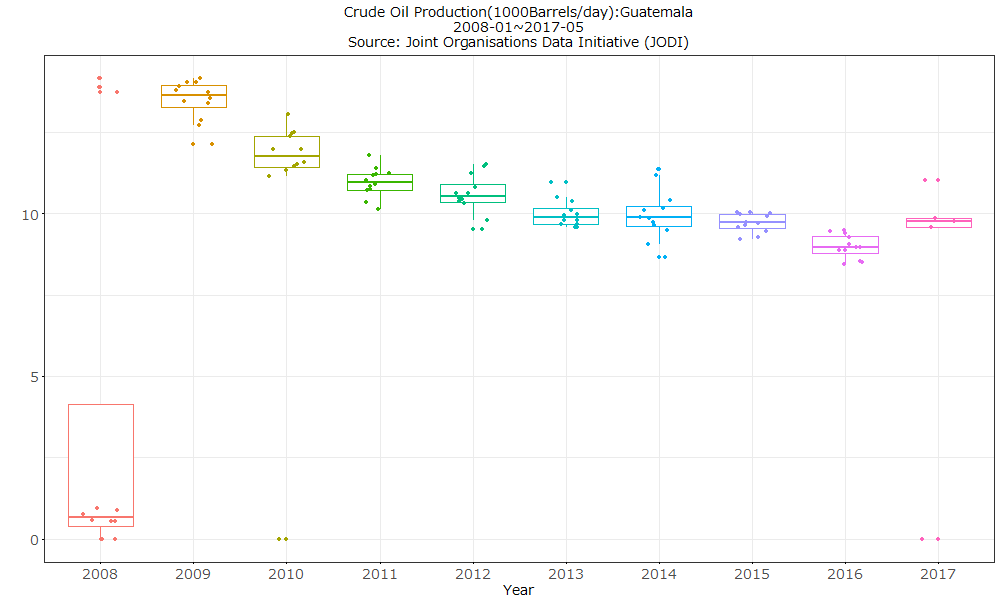 Crude Oil Production(1000Barrels/day):Guatemala
2008-01~2017-05
Source: Joint Organisations Data Initiative (JODI)
10
5
0
2008 2009 2010 2011 2012 2013 2014 2015 2016 2017
Year